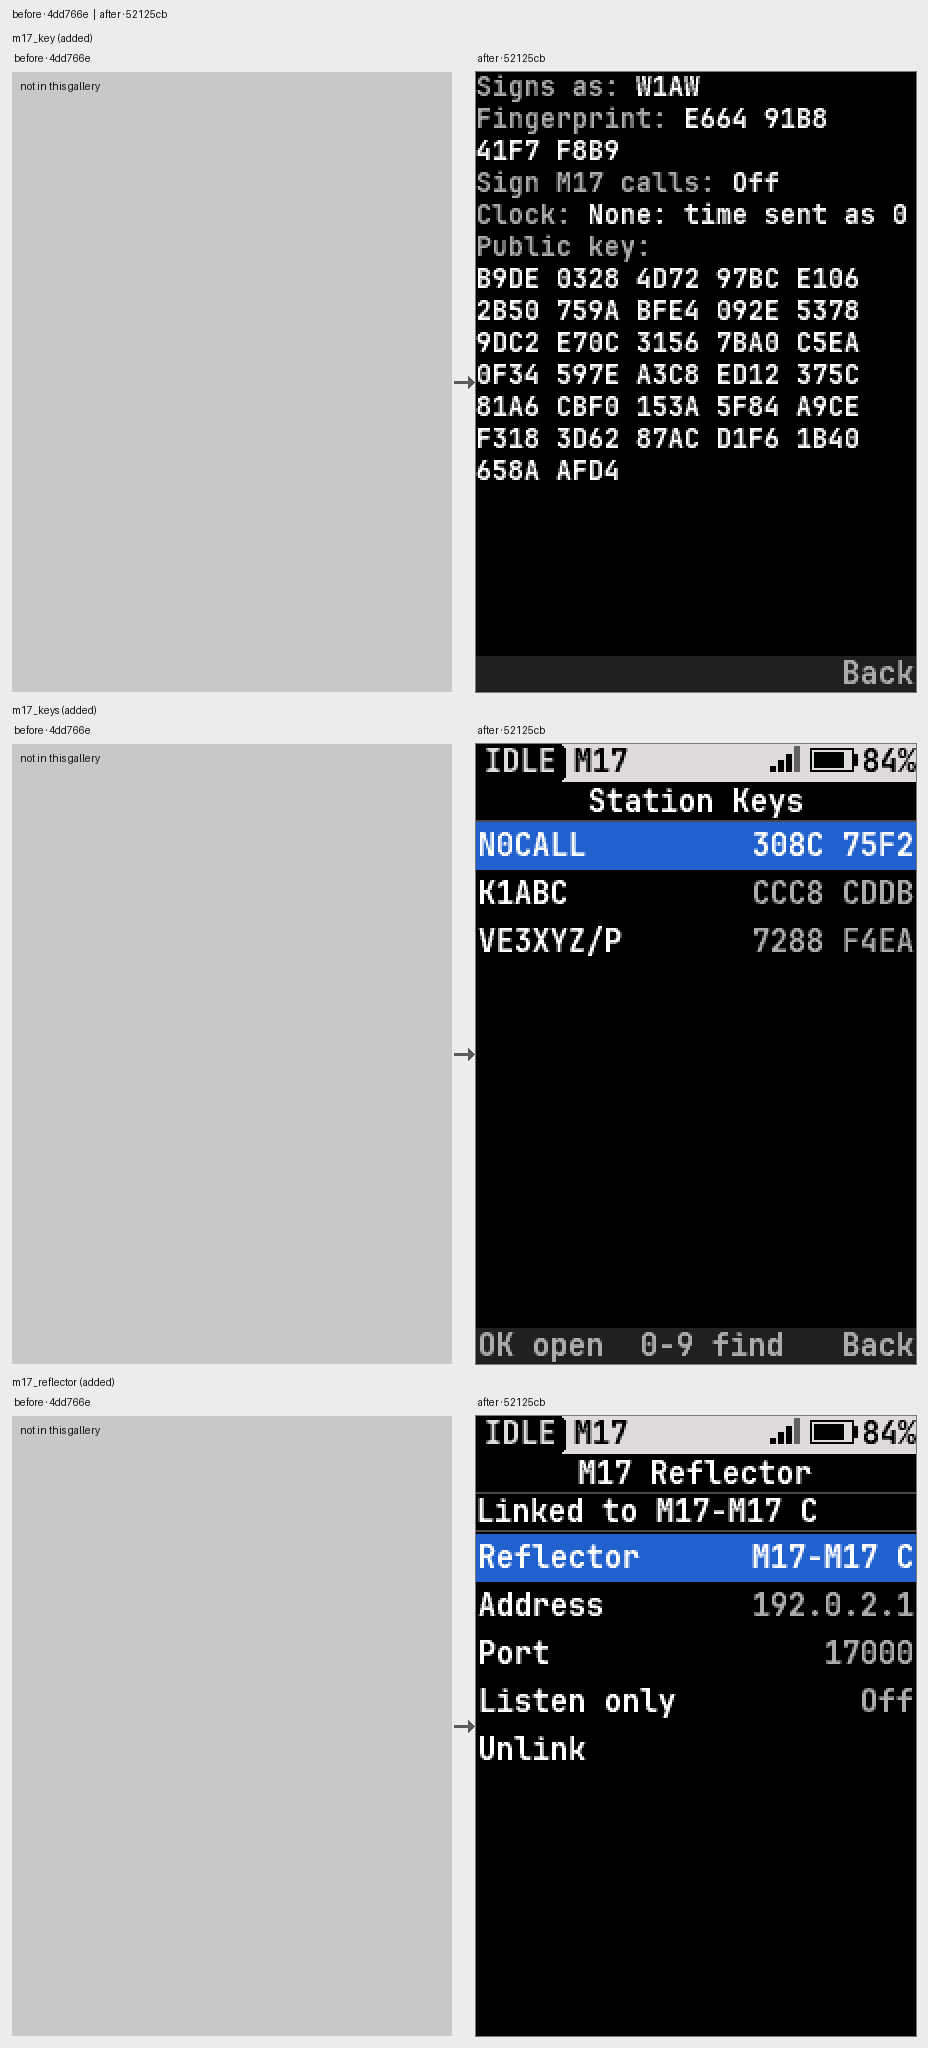 before · 4dd766e | after · 52125cb
m17_key (added)
before · 4dd766e
after · 52125cb
not in this gallery
Signs as: W1AW
Fingerprint: E664 91B8
41F7 F8B9
Sign M17 calls: Off
Clock: None: time sent as 0
Public key:
B9DE 0328 4D72 97BC E106
2B50 759A BFE4 092E 5378
9DC2 E70C 3156 7BA0 C5EA
0F34 597E A3C8 ED12 375C
81A6 CBF0 153A 5F84 A9CE
F318 3D62 87AC D1F6 1B40
658A AFD4
Back
m17_keys (added)
before · 4dd766e
after · 52125cb
not in this gallery
IDLE M17 84%
Station Keys
N0CALL 308C 75F2
K1ABC CCC8 CDDB
VE3XYZ/P 7288 F4EA
OK open 0-9 find Back
m17_reflector (added)
before · 4dd766e
after · 52125cb
not in this gallery
IDLE M17 84%
M17 Reflector
Linked to M17-M17 C
Reflector M17-M17 C
Address 192.0.2.1
Port 17000
Listen only Off
Unlink